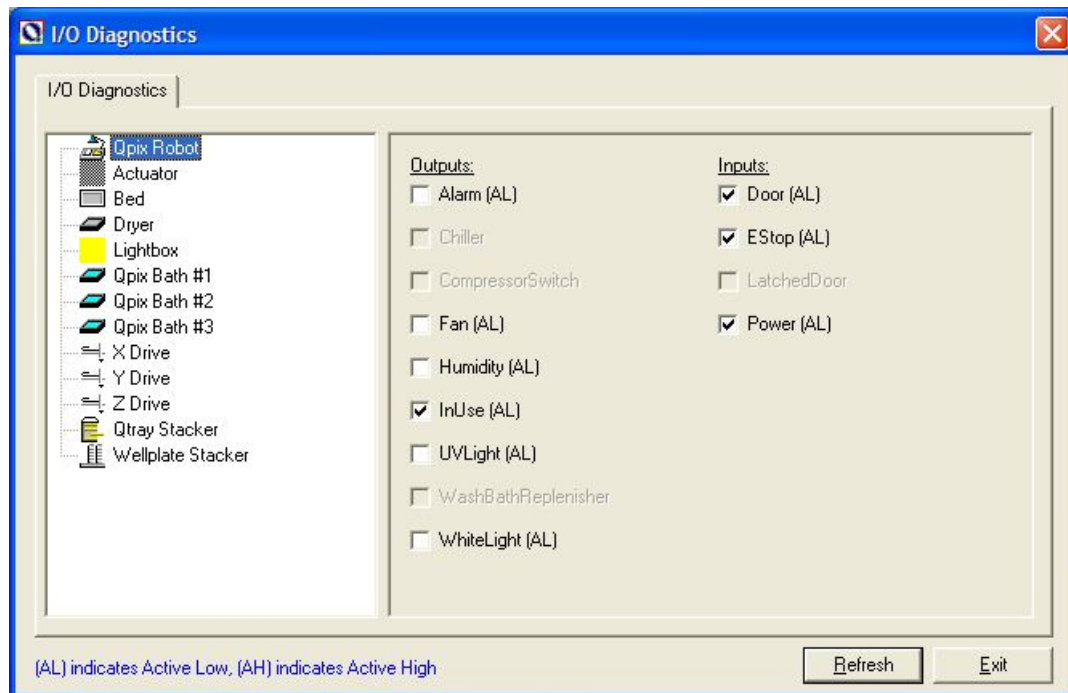 I/O Diagnostics
I/O Diagnostics
Qpix Robot
Actuator
Bed
Dryer
Lightbox
Qpix Bath #1
Qpix Bath #2
Qpix Bath #3
X Drive
Y Drive
Z Drive
Qtray Stacker
Wellplate Stacker
Outputs:
Alarm (AL)
Chiller
CompressorSwitch
Fan (AL)
Humidity (AL)
InUse (AL)
UVLight (AL)
WashBathReplenisher
WhiteLight (AL)
Inputs:
Door (AL)
EStop (AL)
LatchedDoor
Power (AL)
(AL) indicates Active Low, (AH) indicates Active High
Refresh
Exit